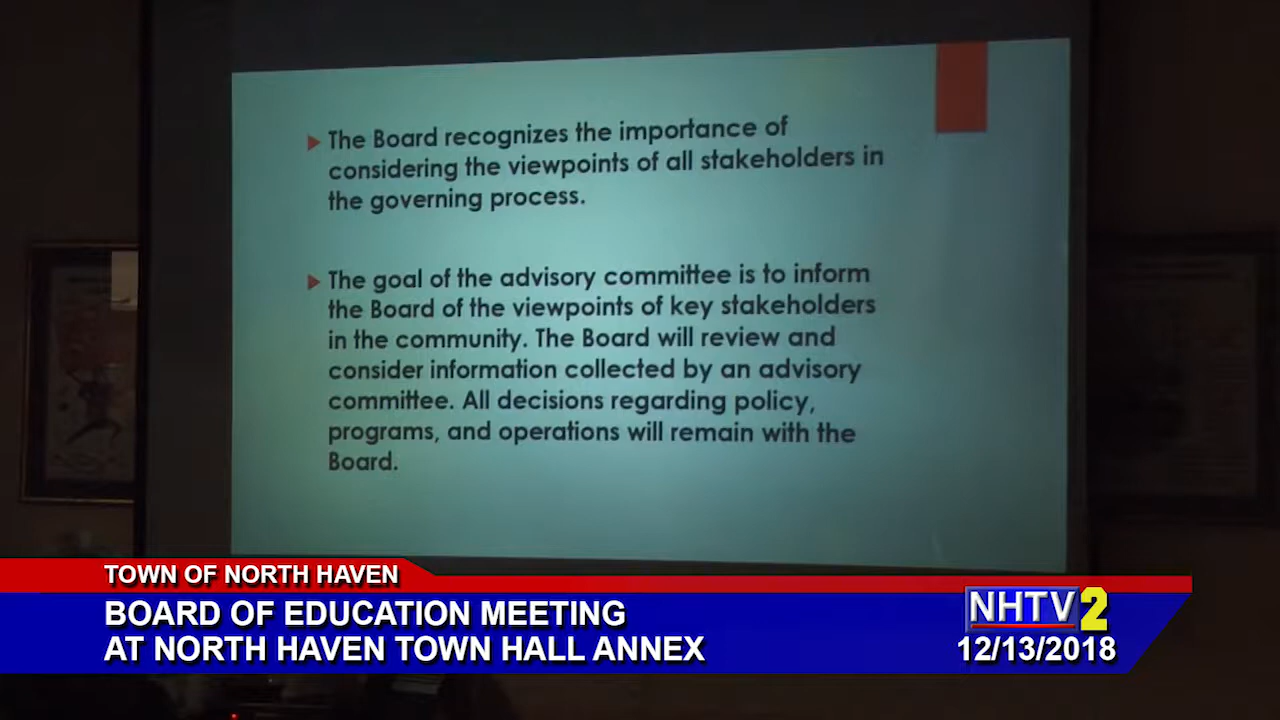 The Board recognizes the importance of
considering the viewpoints of all stakeholders in
the governing process.
The goal of the advisory committee is to inform
the Board of the viewpoints of key stakeholders
in the community. The Board will review and
consider information collected by an advisory
committee. All decisions regarding policy,
programs, and operations will remain with the
Board.
TOWN OF NORTH HAVEN
BOARD OF EDUCATION MEETING
AT NORTH HAVEN TOWN HALL ANNEX
NHTV2
12/13/2018